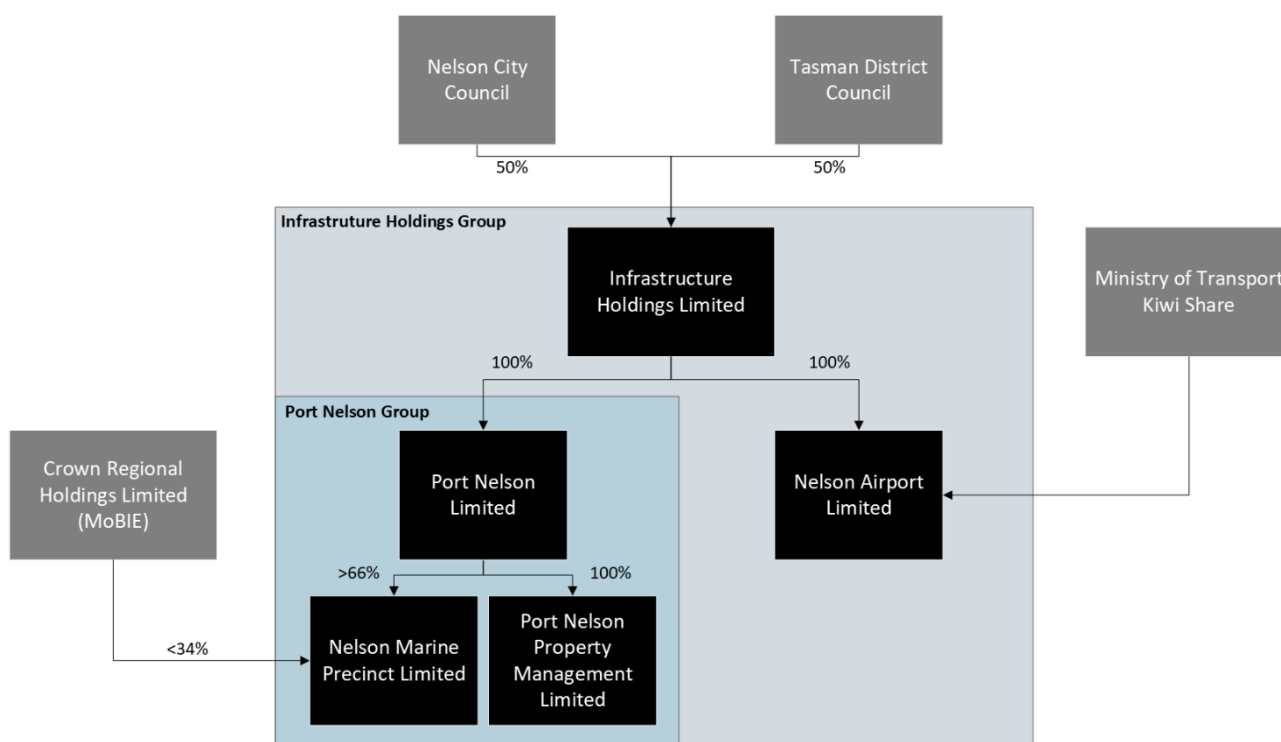 Nelson City
Council
Tasman District
Council
50%
50%
Infrastruture Holdings Group
Infrastructure
Holdings Limited
Ministry of Transport
Kiwi Share
100%
100%
Port Nelson Group
Crown Regional
Holdings Limited
(MoBIE)
Port Nelson
Limited
Nelson Airport
Limited
>66%
100%
<34%
Nelson Marine
Precinct Limited
Port Nelson
Property
Management
Limited